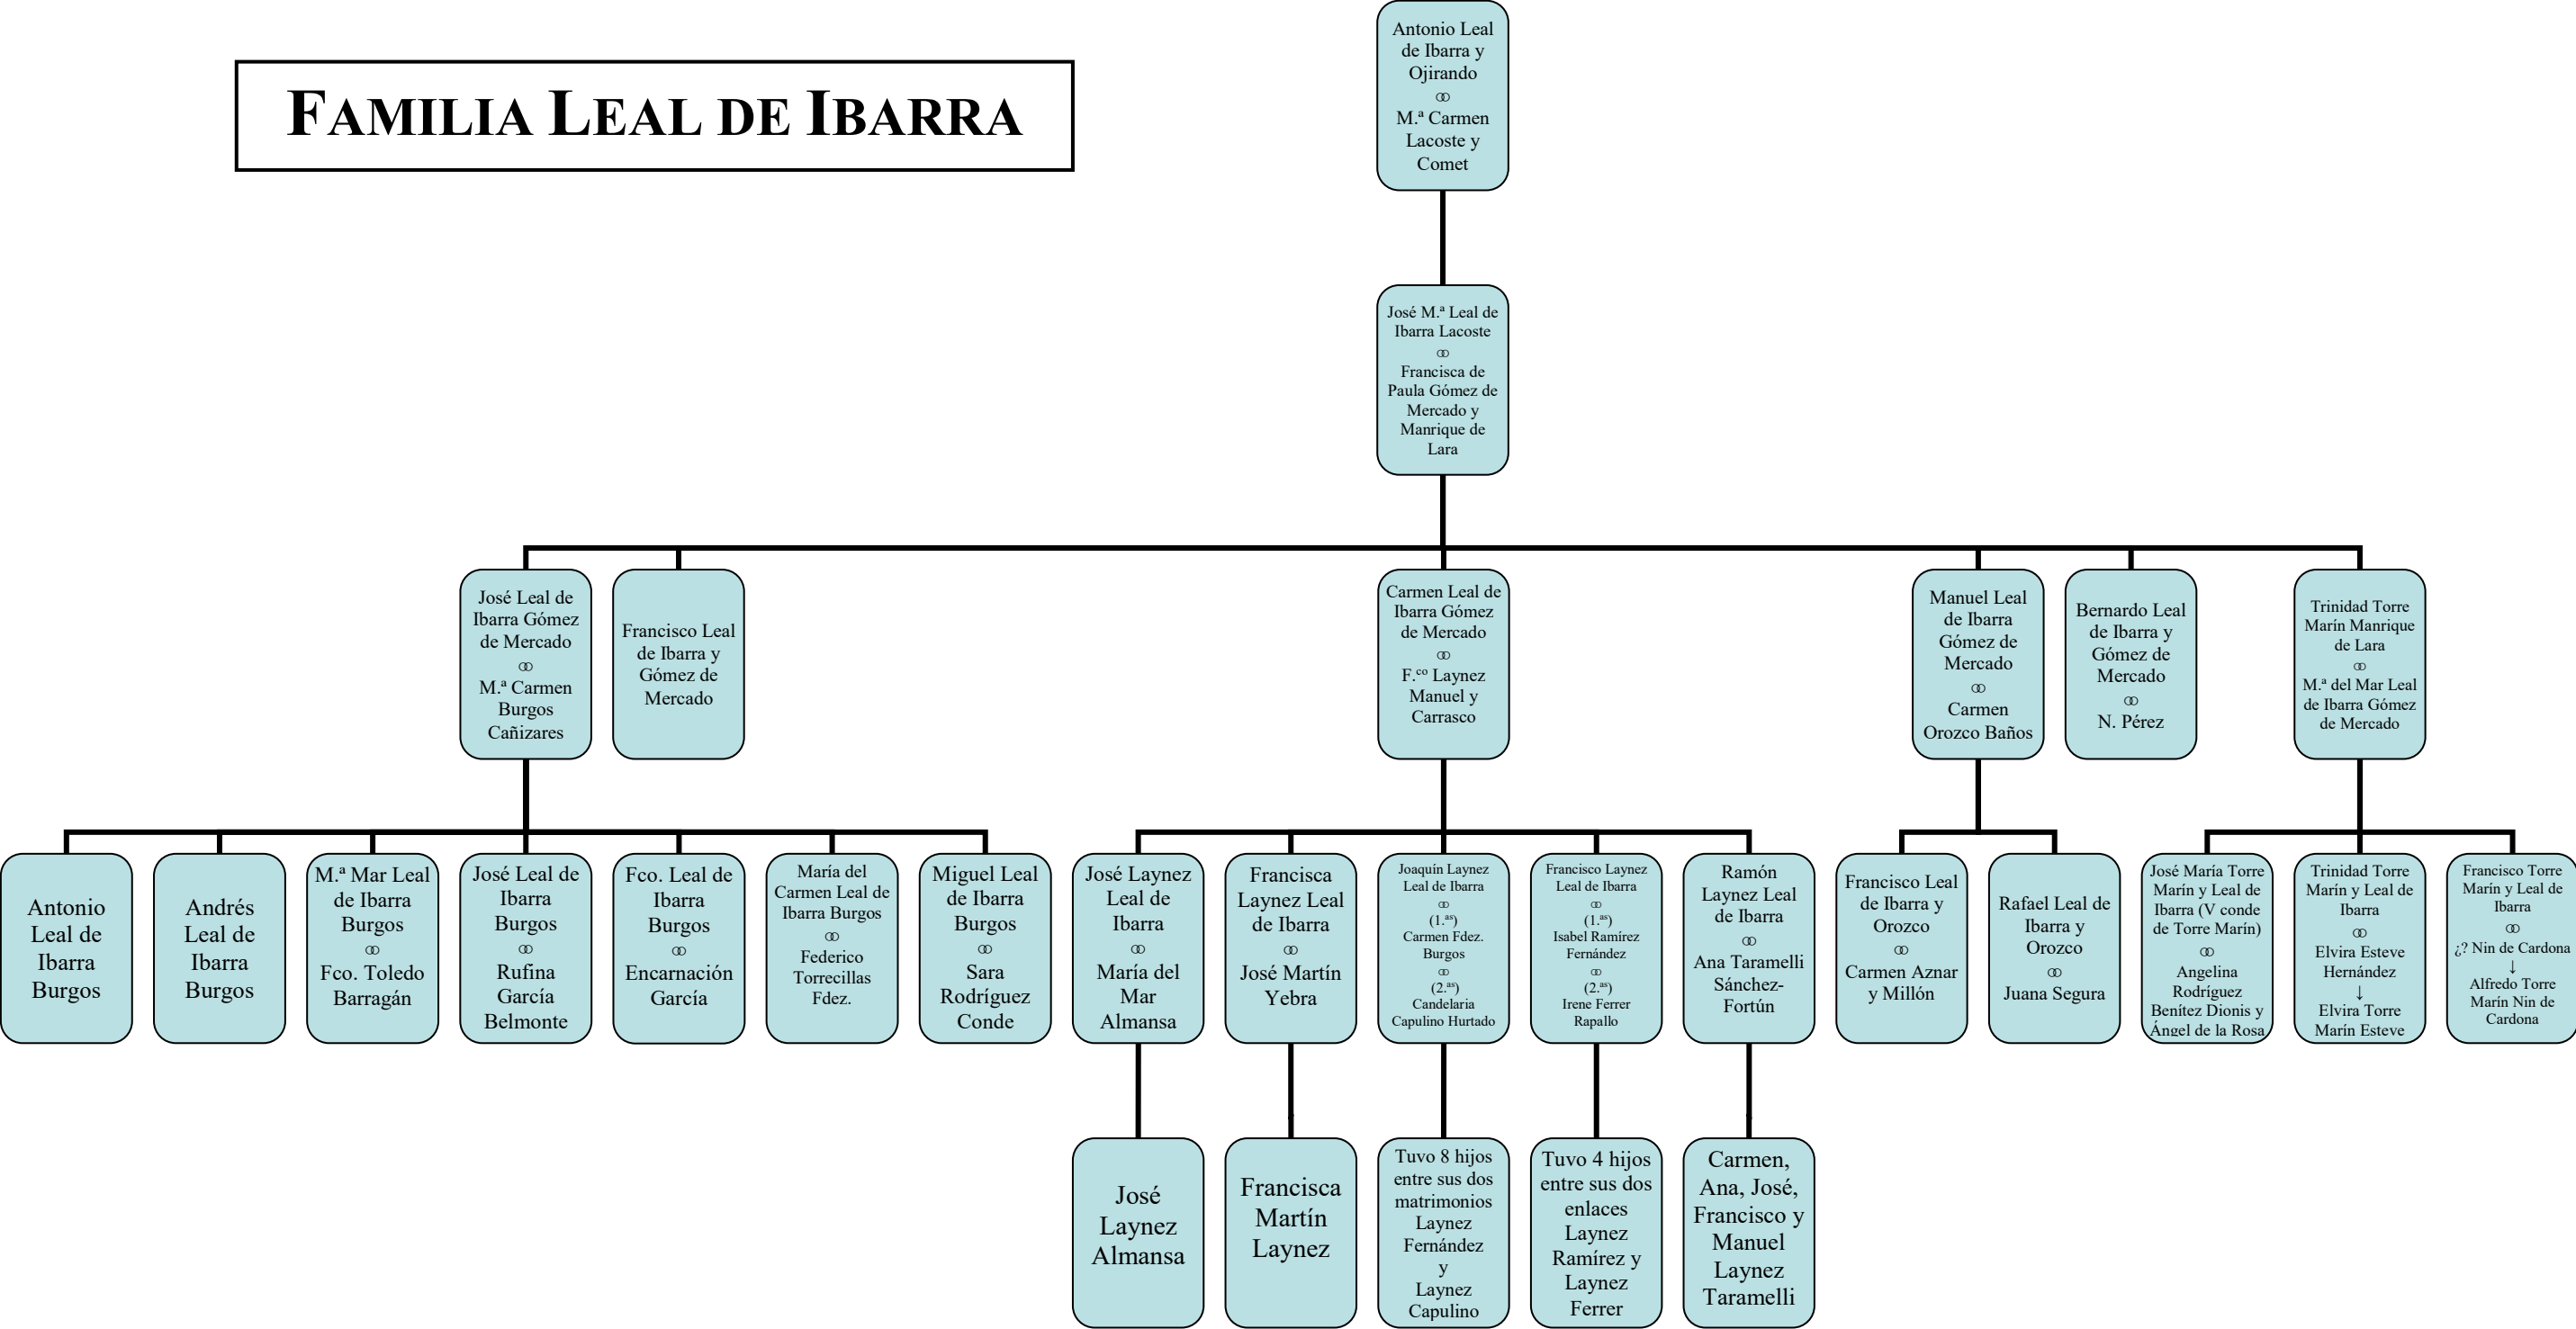 FAMILIA LEAL DE IBARRA
Antonio Leal
de Ibarra y
Ojirando
ꝏ
M.ª Carmen
Lacoste y
Comet
José M.ª Leal de
Ibarra Lacoste
ꝏ
Francisca de
Paula Gómez de
Mercado y
Manrique de
Lara
José Leal de
Ibarra Gómez
de Mercado
ꝏ
M.ª Carmen
Burgos
Cañizares
Francisco Leal
de Ibarra y
Gómez de
Mercado
Carmen Leal de
Ibarra Gómez
de Mercado
ꝏ
F.ᶜᵒ Laynez
Manuel y
Carrasco
Manuel Leal
de Ibarra
Gómez de
Mercado
ꝏ
Carmen
Orozco Baños
Bernardo Leal
de Ibarra y
Gómez de
Mercado
ꝏ
N. Pérez
Trinidad Torre
Marín Manrique
de Lara
ꝏ
M.ª del Mar Leal
de Ibarra Gómez
de Mercado
Antonio
Leal de
Ibarra
Burgos
Andrés
Leal de
Ibarra
Burgos
M.ª Mar Leal
de Ibarra
Burgos
ꝏ
Fco. Toledo
Barragán
José Leal de
Ibarra
Burgos
ꝏ
Rufina
García
Belmonte
Fco. Leal de
Ibarra
Burgos
ꝏ
Encarnación
García
María del
Carmen Leal de
Ibarra Burgos
ꝏ
Federico
Torrecillas
Fdez.
Miguel Leal
de Ibarra
Burgos
ꝏ
Sara
Rodríguez
Conde
José Laynez
Leal de
Ibarra
ꝏ
María del
Mar
Almansa
Francisca
Laynez Leal
de Ibarra
ꝏ
José Martín
Yebra
Joaquín Laynez
Leal de Ibarra
ꝏ
(1.ᵃˢ)
Carmen Fdez.
Burgos
ꝏ
(2.ᵃˢ)
Candelaria
Capulino Hurtado
Francisco Laynez
Leal de Ibarra
ꝏ
(1.ᵃˢ)
Isabel Ramírez
Fernández
ꝏ
(2.ᵃˢ)
Irene Ferrer
Rapallo
Ramón
Laynez Leal
de Ibarra
ꝏ
Ana Taramelli
Sánchez-
Fortún
Francisco Leal
de Ibarra y
Orozco
ꝏ
Carmen Aznar
y Millón
Rafael Leal de
Ibarra y
Orozco
ꝏ
Juana Segura
José María Torre
Marín y Leal de
Ibarra (V conde
de Torre Marín)
ꝏ
Angelina
Rodríguez
Benítez Dionis y
Ángel de la Rosa
Trinidad Torre
Marín y Leal de
Ibarra
ꝏ
Elvira Esteve
Hernández
↓
Elvira Torre
Marín Esteve
Francisco Torre
Marín y Leal de
Ibarra
ꝏ
¿? Nin de Cardona
↓
Alfredo Torre
Marín Nin de
Cardona
José
Laynez
Almansa
Francisca
Martín
Laynez
Tuvo 8 hijos
entre sus dos
matrimonios
Laynez
Fernández
y
Laynez
Capulino
Tuvo 4 hijos
entre sus dos
enlaces
Laynez
Ramírez y
Laynez
Ferrer
Carmen,
Ana, José,
Francisco y
Manuel
Laynez
Taramelli